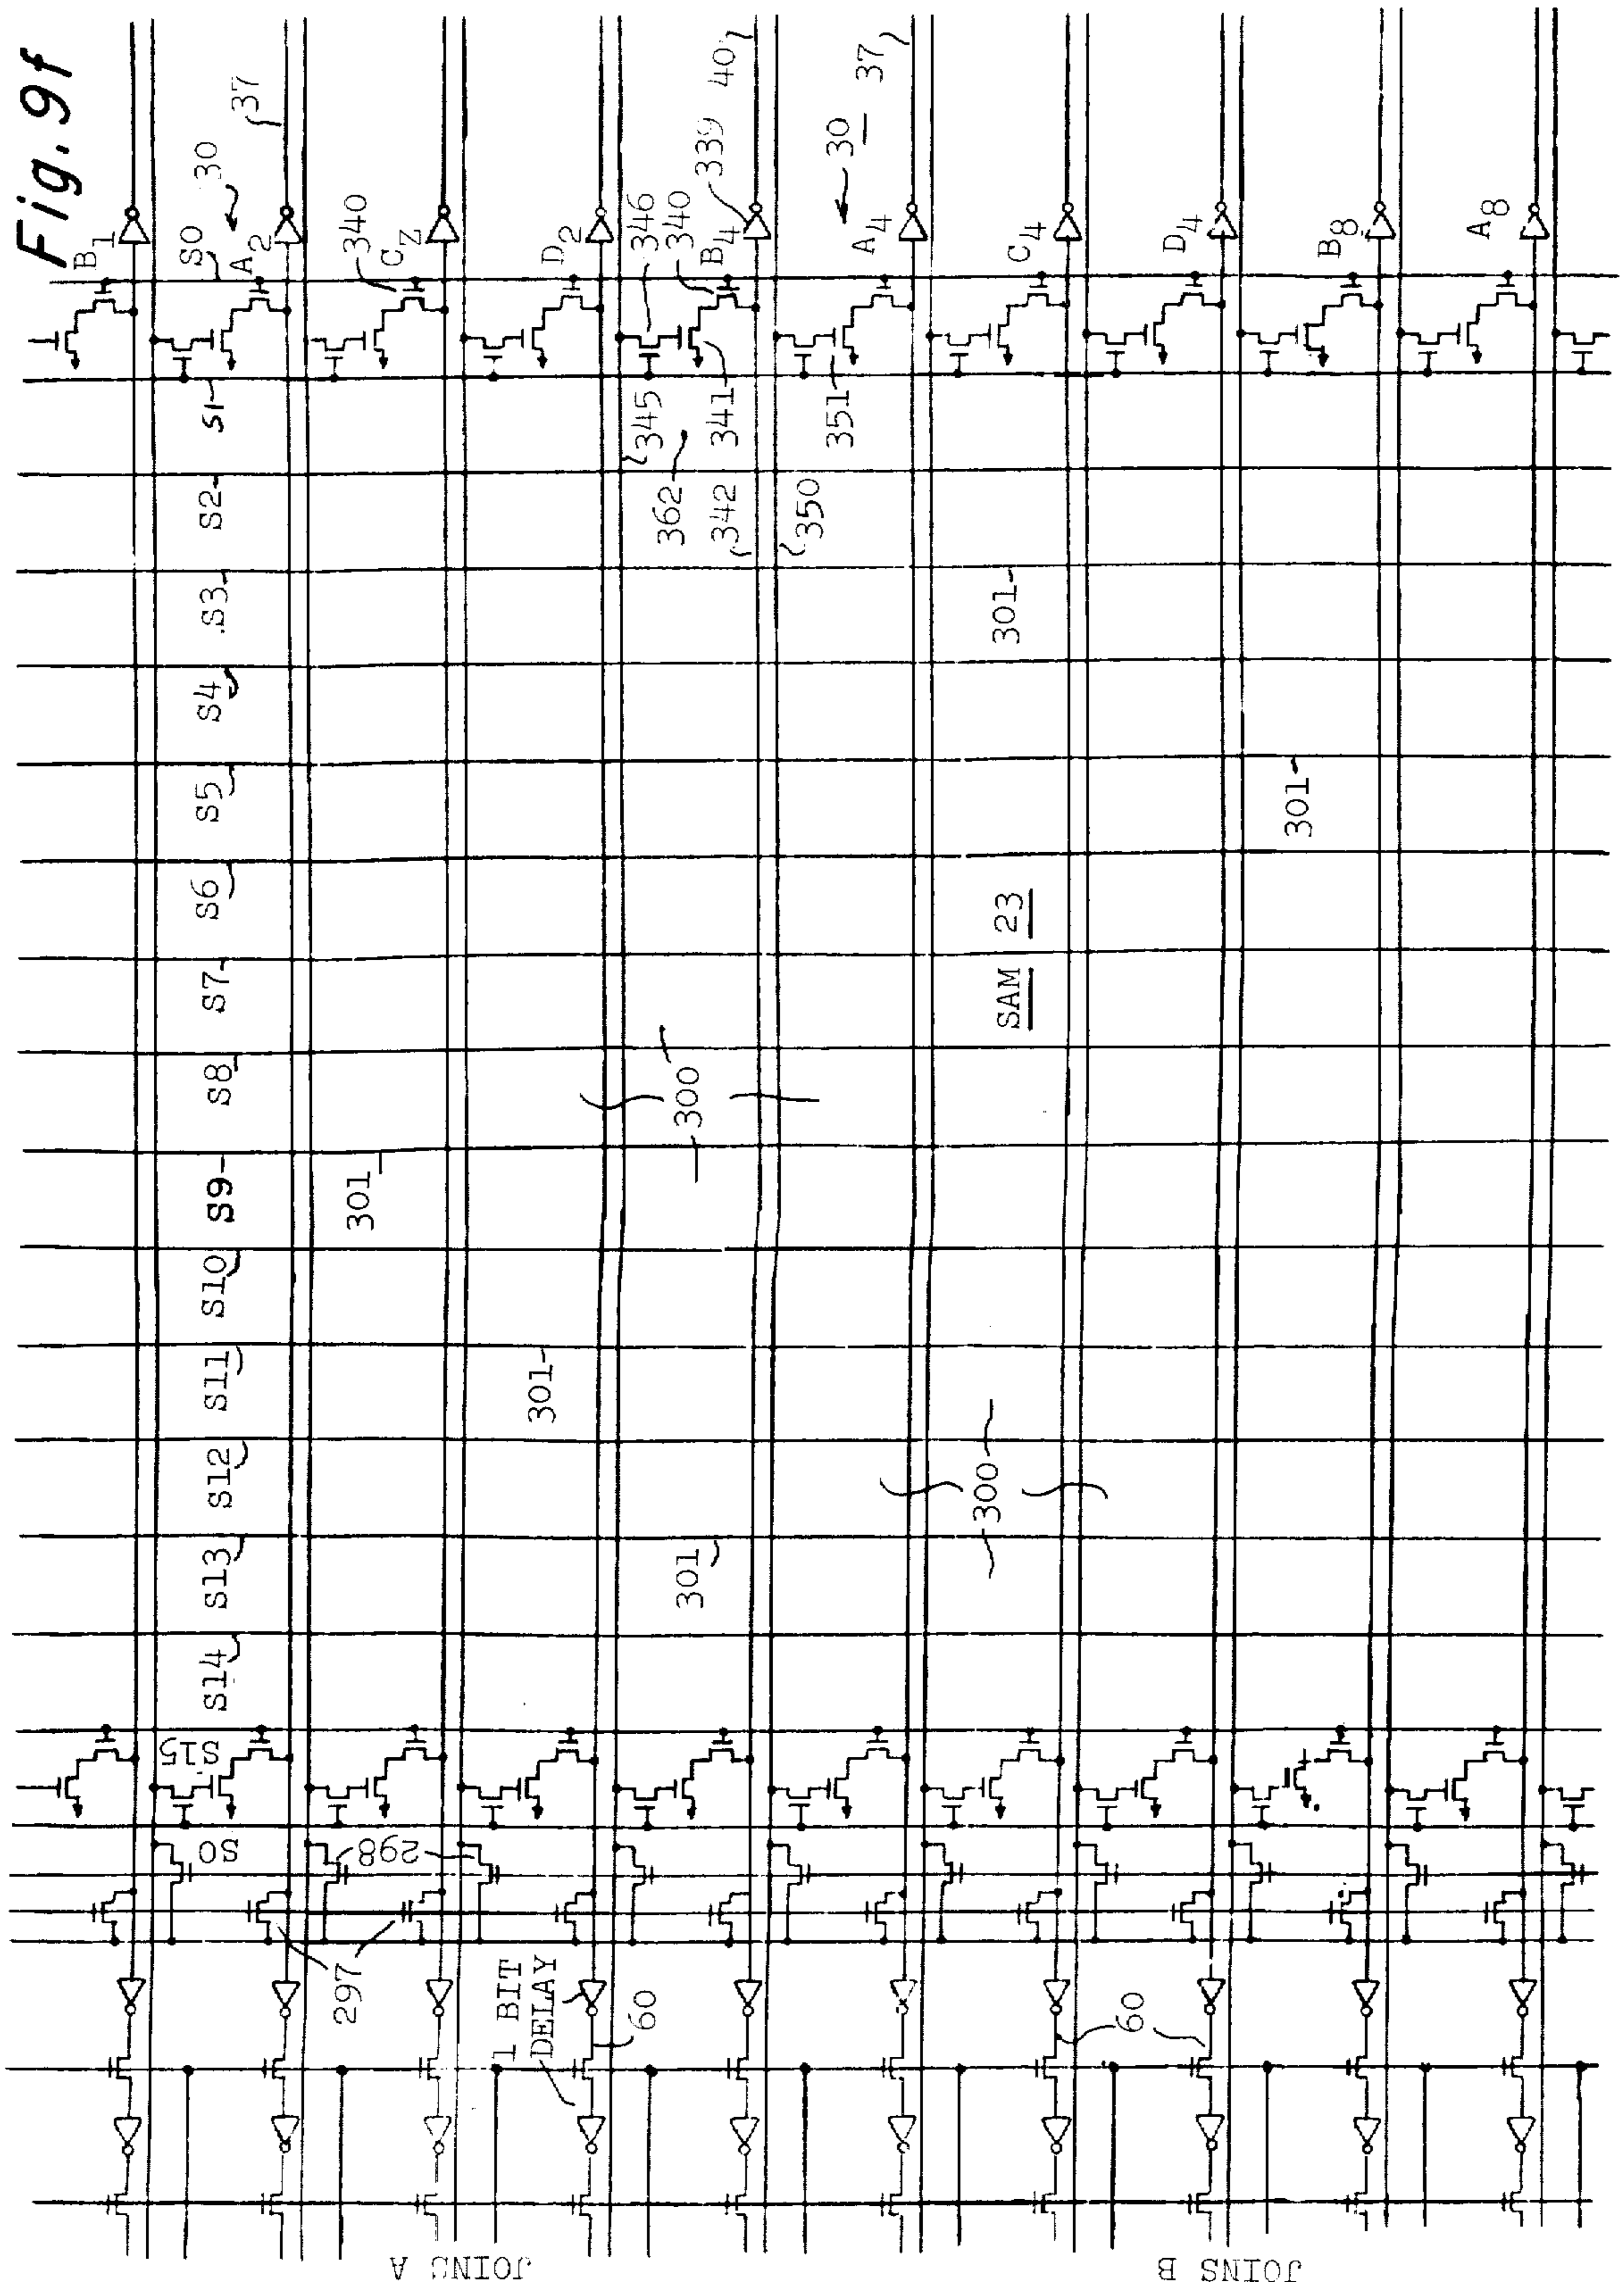 Fig. 9f
B1
S0
A2
30
37
340
CZ
D2
345
346
340
B4
339
40
362
341
342
350
351
A4
30
37
C4
D4
B8
A8
S1
S2
S3
S4
S5
S6
S7
S8
S9
S10
S11
S12
S13
S14
S15
S0
301
301
301
301
301
300
300
SAM 23
298
297
1 BIT
DELAY
60
60
JOINS A
JOINS B